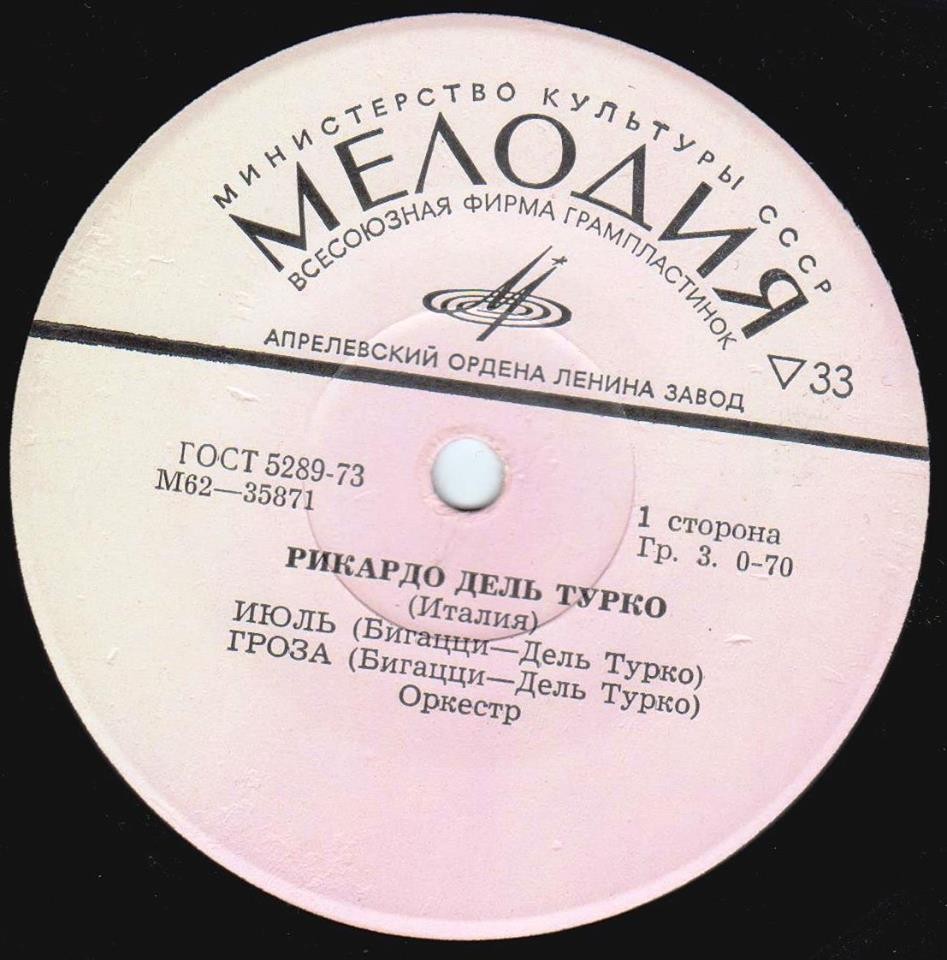 МИНИСТЕРСТВО КУЛЬТУРЫ СССР
МЕЛОДИЯ
ВСЕСОЮЗНАЯ ФИРМА ГРАМПЛАСТИНОК
АПРЕЛЕВСКИЙ ОРДЕНА ЛЕНИНА ЗАВОД
▽33
ГОСТ 5289-73
М62—35871
1 сторона
Гр. 3. 0-70
РИКАРДО ДЕЛЬ ТУРКО
(Италия)
ИЮЛЬ (Бигацци—Дель Турко)
ГРОЗА (Бигацци—Дель Турко)
Оркестр